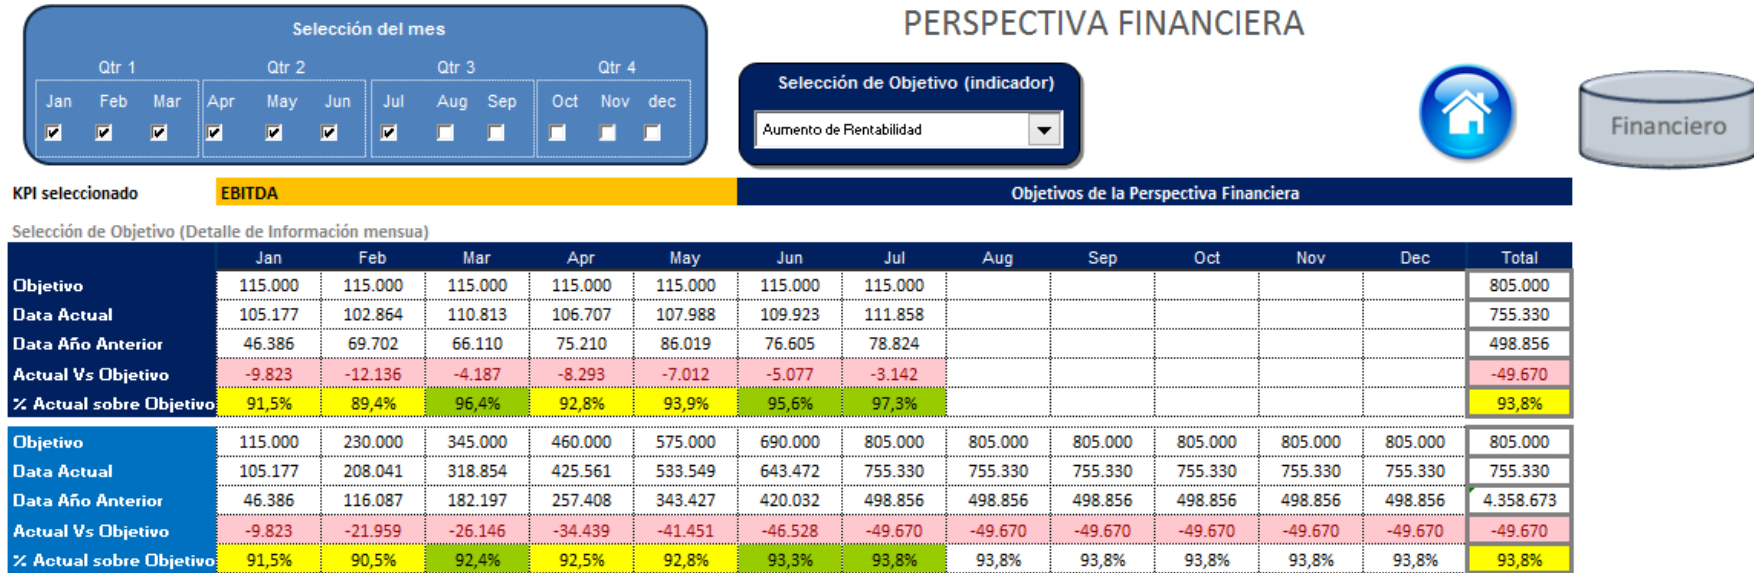 PERSPECTIVA FINANCIERA
Selección del mes
Qtr 1 Qtr 2 Qtr 3 Qtr 4
Jan Feb Mar Apr May Jun Jul Aug Sep Oct Nov dec
Selección de Objetivo (indicador)
Aumento de Rentabilidad
Financiero
KPI seleccionado EBITDA Objetivos de la Perspectiva Financiera
Selección de Objetivo (Detalle de Información mensua)
Jan Feb Mar Apr May Jun Jul Aug Sep Oct Nov Dec Total
Objetivo 115.000 115.000 115.000 115.000 115.000 115.000 115.000 805.000
Data Actual 105.177 102.864 110.813 106.707 107.988 109.923 111.858 755.330
Data Año Anterior 46.386 69.702 66.110 75.210 86.019 76.605 78.824 498.856
Actual Vs Objetivo -9.823 -12.136 -4.187 -8.293 -7.012 -5.077 -3.142 -49.670
% Actual sobre Objetivo 91,5% 89,4% 96,4% 92,8% 93,9% 95,6% 97,3% 93,8%
Objetivo 115.000 230.000 345.000 460.000 575.000 690.000 805.000 805.000 805.000 805.000 805.000 805.000 805.000
Data Actual 105.177 208.041 318.854 425.561 533.549 643.472 755.330 755.330 755.330 755.330 755.330 755.330 755.330
Data Año Anterior 46.386 116.087 182.197 257.408 343.427 420.032 498.856 498.856 498.856 498.856 498.856 498.856 4.358.673
Actual Vs Objetivo -9.823 -21.959 -26.146 -34.439 -41.451 -46.528 -49.670 -49.670 -49.670 -49.670 -49.670 -49.670 -49.670
% Actual sobre Objetivo 91,5% 90,5% 92,4% 92,5% 92,8% 93,3% 93,8% 93,8% 93,8% 93,8% 93,8% 93,8% 93,8%